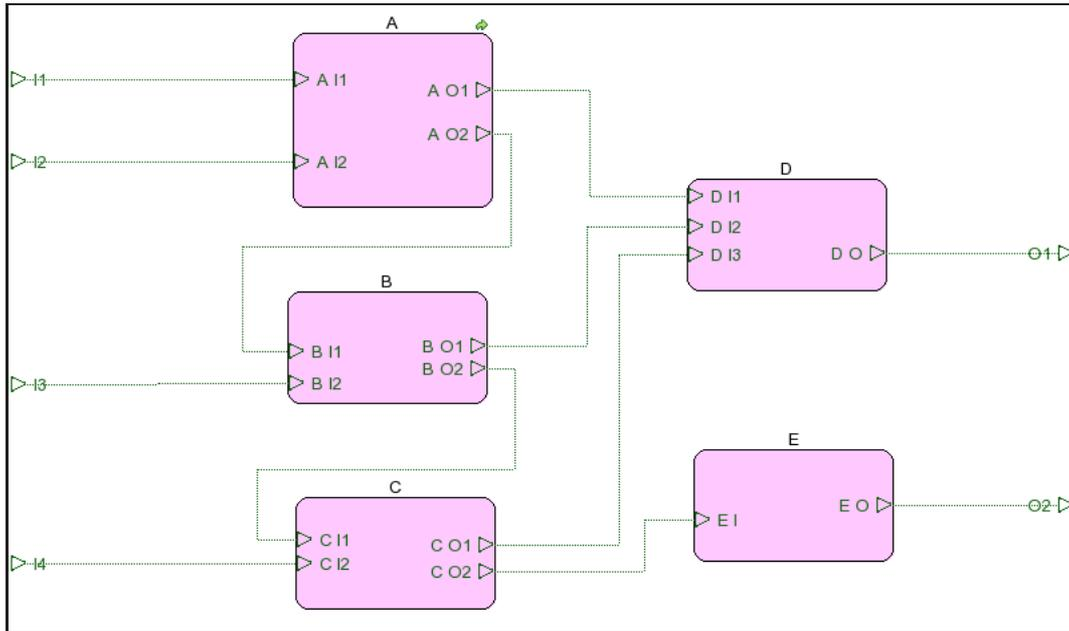 A
I1
A I1
A O1
A O2
I2
A I2
D
D I1
D I2
D I3
D O
O1
B
B I1
B O1
B O2
I3
B I2
E
E I
E O
O2
C
C I1
C O1
I4
C I2
C O2